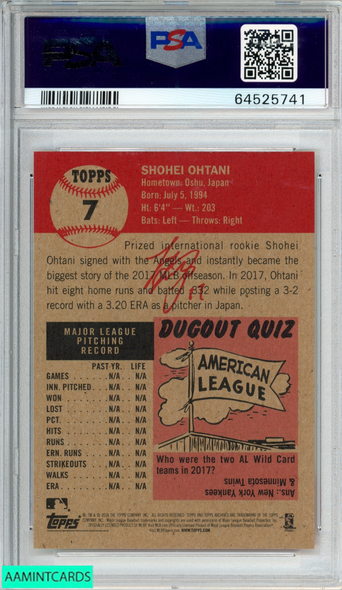 PSA
PSA
64525741
TOPPS
7
SHOHEI OHTANI
Hometown: Oshu, Japan
Born: July 5, 1994
Ht: 6'4" — Wt.: 203
Bats: Left — Throws: Right
Prized international rookie Shohei
Ohtani signed with the Angels and instantly became the
biggest story of the 2017 MLB offseason. In 2017, Ohtani
hit eight home runs and batted .332 while posting a 3-2
record with a 3.20 ERA as a pitcher in Japan.
MAJOR LEAGUE
PITCHING
RECORD
PAST YR. LIFE
GAMES N/A N/A
INN. PITCHED N/A N/A
WON N/A N/A
LOST N/A N/A
PCT. N/A N/A
HITS N/A N/A
RUNS N/A N/A
ERN. RUNS N/A N/A
STRIKEOUTS N/A N/A
WALKS N/A N/A
ERA N/A N/A
DUGOUT QUIZ
AMERICAN
LEAGUE
Who were the two AL Wild Card
teams in 2017?
Ans.: New York Yankees
& Minnesota Twins
topps
AAMINTCARDS